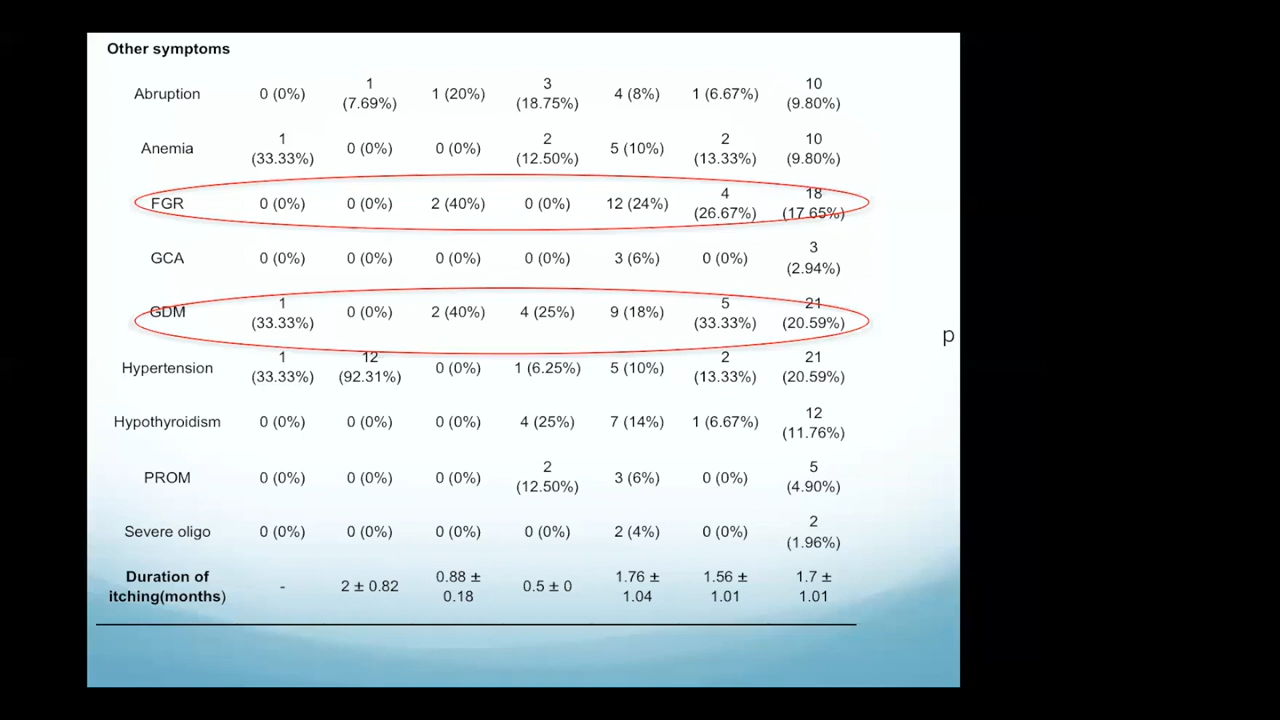 Other symptoms
Abruption 0 (0%) 1 (7.69%) 1 (20%) 3 (18.75%) 4 (8%) 1 (6.67%) 10 (9.80%)
Anemia 1 (33.33%) 0 (0%) 0 (0%) 2 (12.50%) 5 (10%) 2 (13.33%) 10 (9.80%)
FGR 0 (0%) 0 (0%) 2 (40%) 0 (0%) 12 (24%) 4 (26.67%) 18 (17.65%)
GCA 0 (0%) 0 (0%) 0 (0%) 0 (0%) 3 (6%) 0 (0%) 3 (2.94%)
GDM 1 (33.33%) 0 (0%) 2 (40%) 4 (25%) 9 (18%) 5 (33.33%) 21 (20.59%)
p
Hypertension 1 (33.33%) 12 (92.31%) 0 (0%) 1 (6.25%) 5 (10%) 2 (13.33%) 21 (20.59%)
Hypothyroidism 0 (0%) 0 (0%) 0 (0%) 4 (25%) 7 (14%) 1 (6.67%) 12 (11.76%)
PROM 0 (0%) 0 (0%) 0 (0%) 2 (12.50%) 3 (6%) 0 (0%) 5 (4.90%)
Severe oligo 0 (0%) 0 (0%) 0 (0%) 0 (0%) 2 (4%) 0 (0%) 2 (1.96%)
Duration of itching(months) - 2 ± 0.82 0.88 ± 0.18 0.5 ± 0 1.76 ± 1.04 1.56 ± 1.01 1.7 ± 1.01